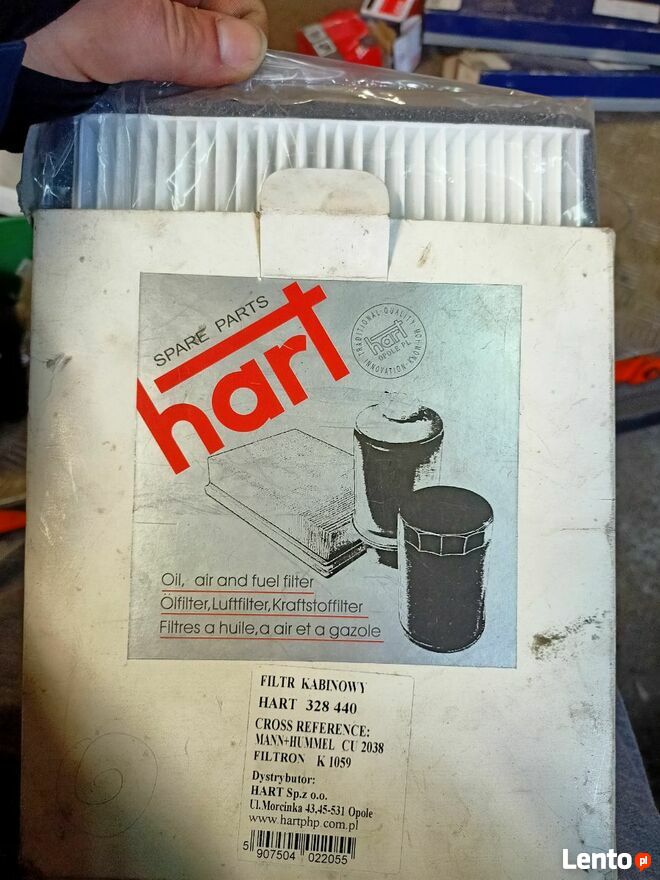 SPARE PARTS
hart
TRADITIONAL QUALITY
hart
OPOLE PL
INNOVATION
Oil, air and fuel filter
Ölfilter,Luftfilter,Kraftstoffilter
Filtres a huile,a air et a gazole
FILTR KABINOWY
HART 328 440
CROSS REFERENCE:
MANN+HUMMEL CU 2038
FILTRON K 1059
Dystrybutor:
HART Sp.z o.o.
Ul.Morcinka 43,45-531 Opole
www.hartphp.com.pl
5 907504 022055
Lento pl